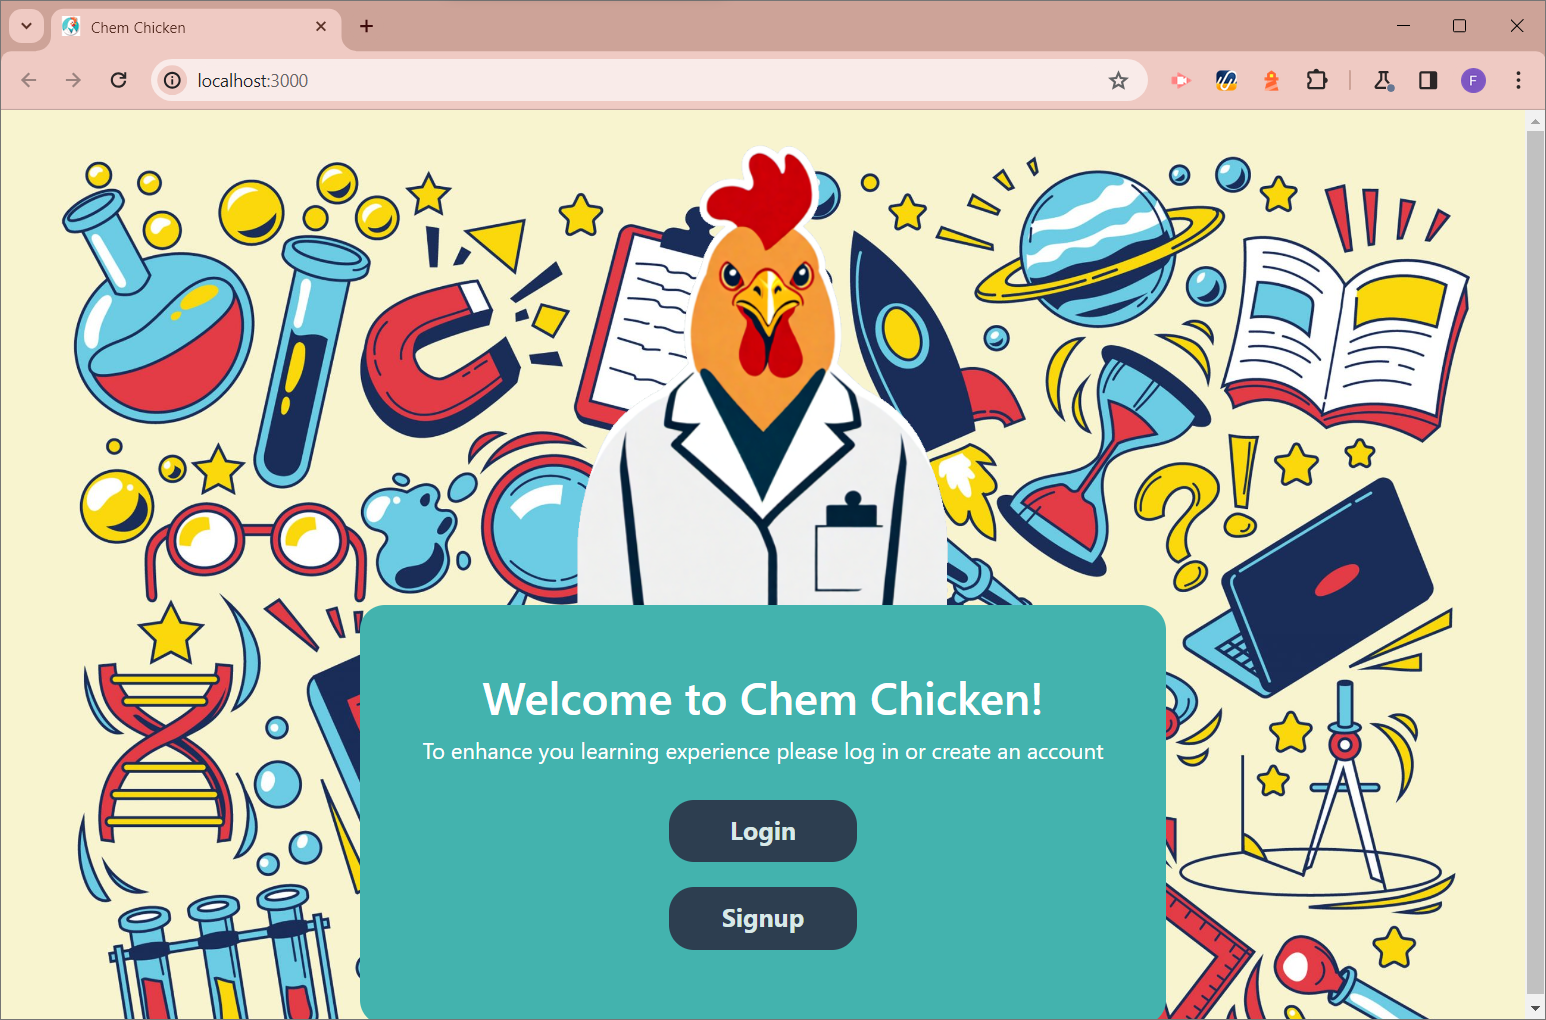 Chem Chicken
localhost:3000
F
Welcome to Chem Chicken!
To enhance you learning experience please log in or create an account
Login
Signup